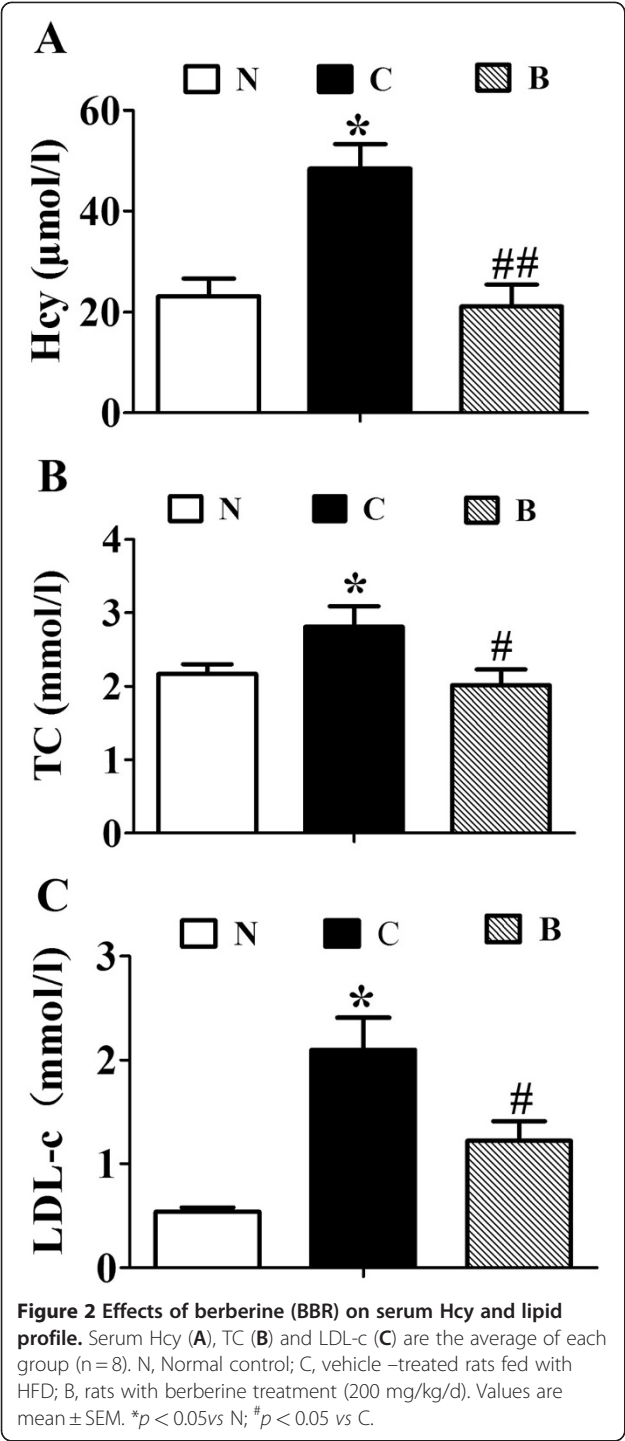 A
N C B
Hcy (μmol/l)
60
40
20
0
*
##
B
N C B
TC (mmol/l)
4
3
2
1
0
*
#
C
N C B
LDL-c (mmol/l)
3
2
1
0
*
#
Figure 2 Effects of berberine (BBR) on serum Hcy and lipid
profile. Serum Hcy (A), TC (B) and LDL-c (C) are the average of each
group (n = 8). N, Normal control; C, vehicle –treated rats fed with
HFD; B, rats with berberine treatment (200 mg/kg/d). Values are
mean ± SEM. *p < 0.05vs N; #p < 0.05 vs C.